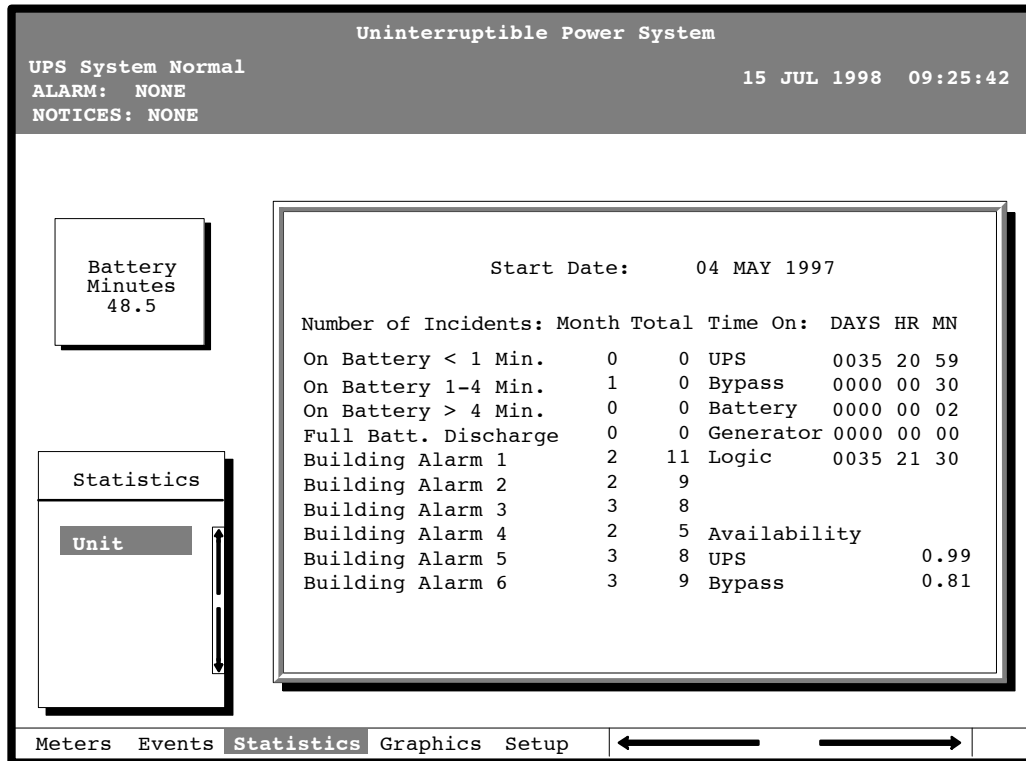 Uninterruptible Power System
UPS System Normal
ALARM: NONE
NOTICES: NONE
15 JUL 1998 09:25:42
Battery
Minutes
48.5
Start Date: 04 MAY 1997
Number of Incidents: Month Total Time On: DAYS HR MN
On Battery < 1 Min. 0 0 UPS 0035 20 59
On Battery 1-4 Min. 1 0 Bypass 0000 00 30
On Battery > 4 Min. 0 0 Battery 0000 00 02
Full Batt. Discharge 0 0 Generator 0000 00 00
Building Alarm 1 2 11 Logic 0035 21 30
Building Alarm 2 2 9
Building Alarm 3 3 8
Building Alarm 4 2 5 Availability
Building Alarm 5 3 8 UPS 0.99
Building Alarm 6 3 9 Bypass 0.81
Statistics
Unit
Meters Events Statistics Graphics Setup